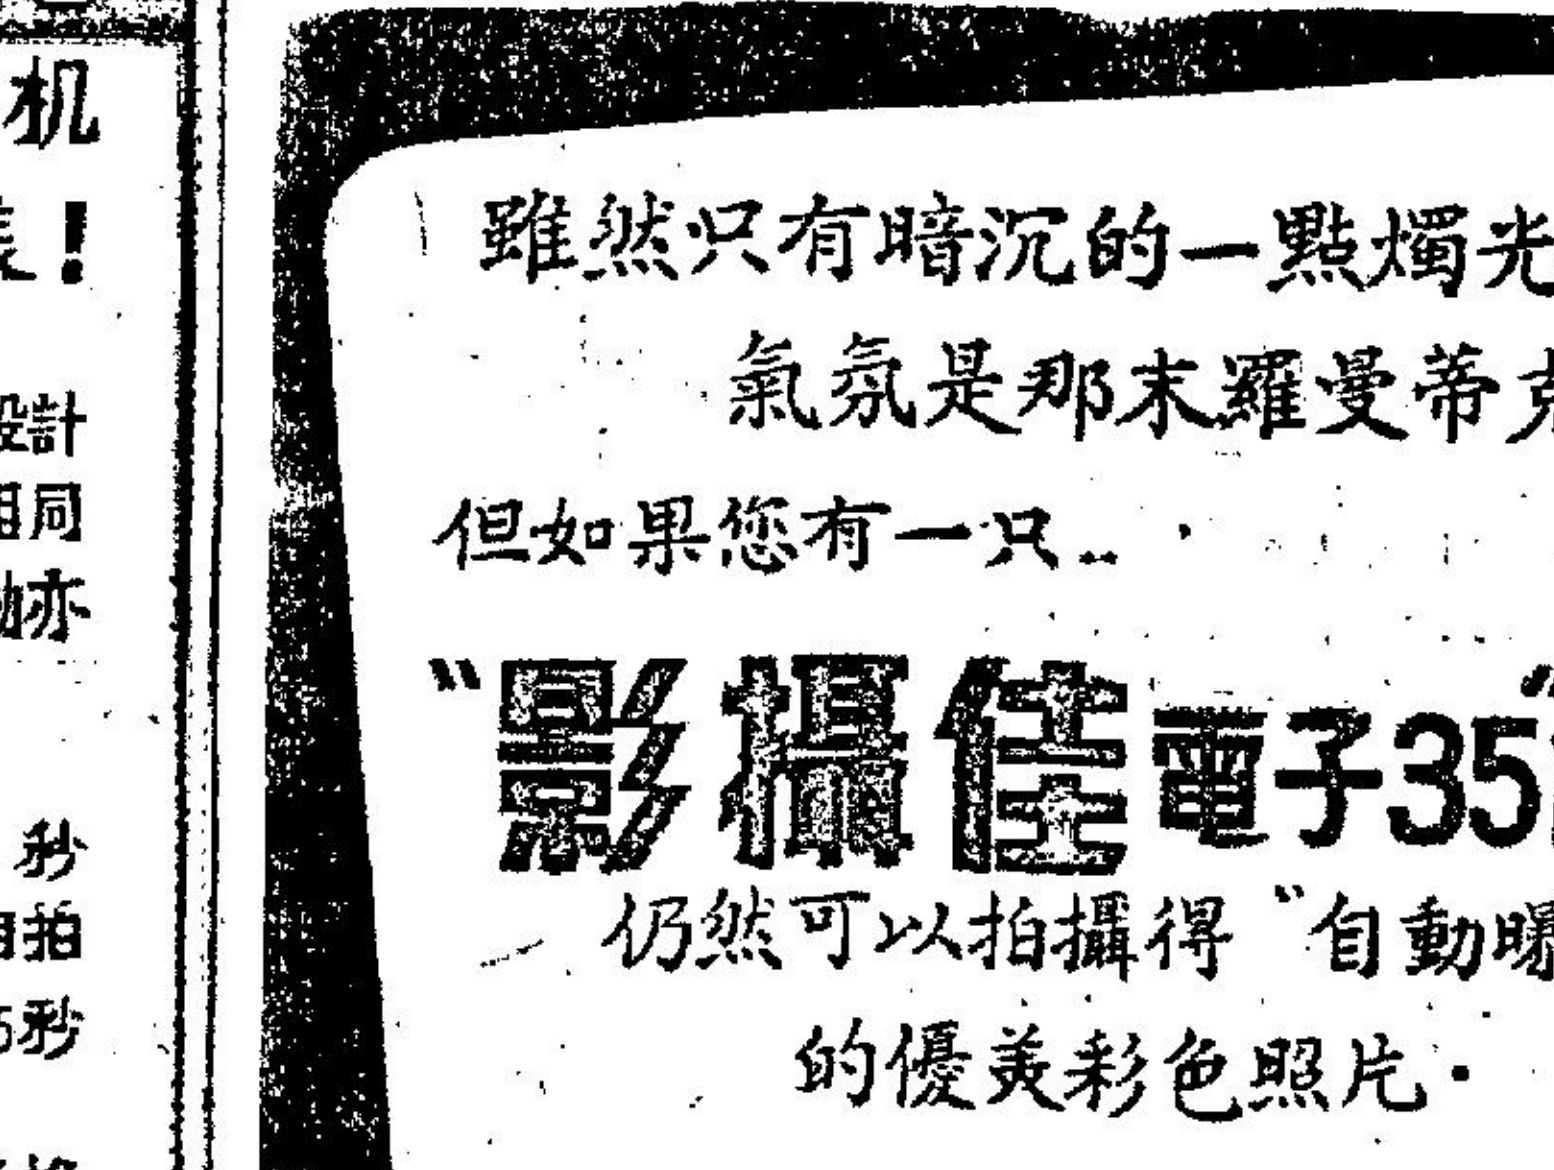 机
!
設計
相同
亦
秒
自拍
5秒
雖然只有暗沉的一點燭光
氣氛是那末羅曼蒂克
但如果您有一只..
“影攝佳電子35”
仍然可以拍攝得“自動曝
的優美彩色照片·